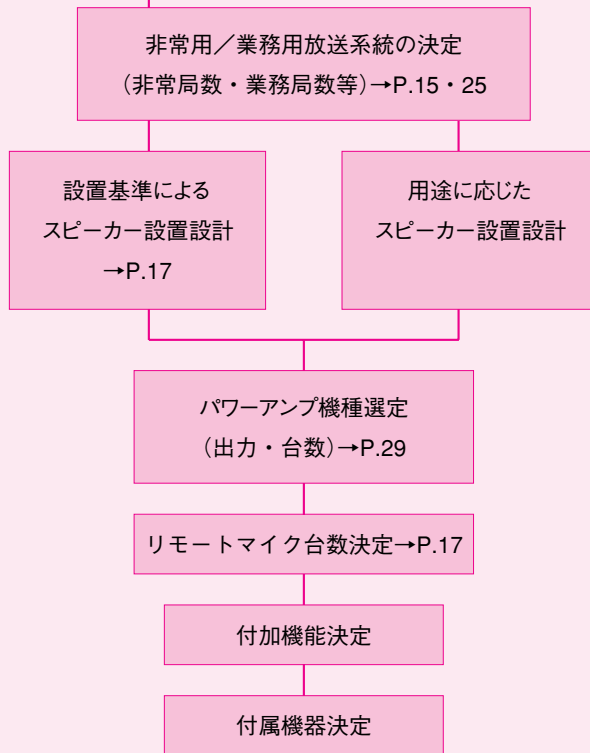 非常用／業務用放送系統の決定
（非常局数・業務局数等）→P.15・25
設置基準による
スピーカー設置設計
→P.17
用途に応じた
スピーカー設置設計
パワーアンプ機種選定
（出力・台数）→P.29
リモートマイク台数決定→P.17
付加機能決定
付属機器決定